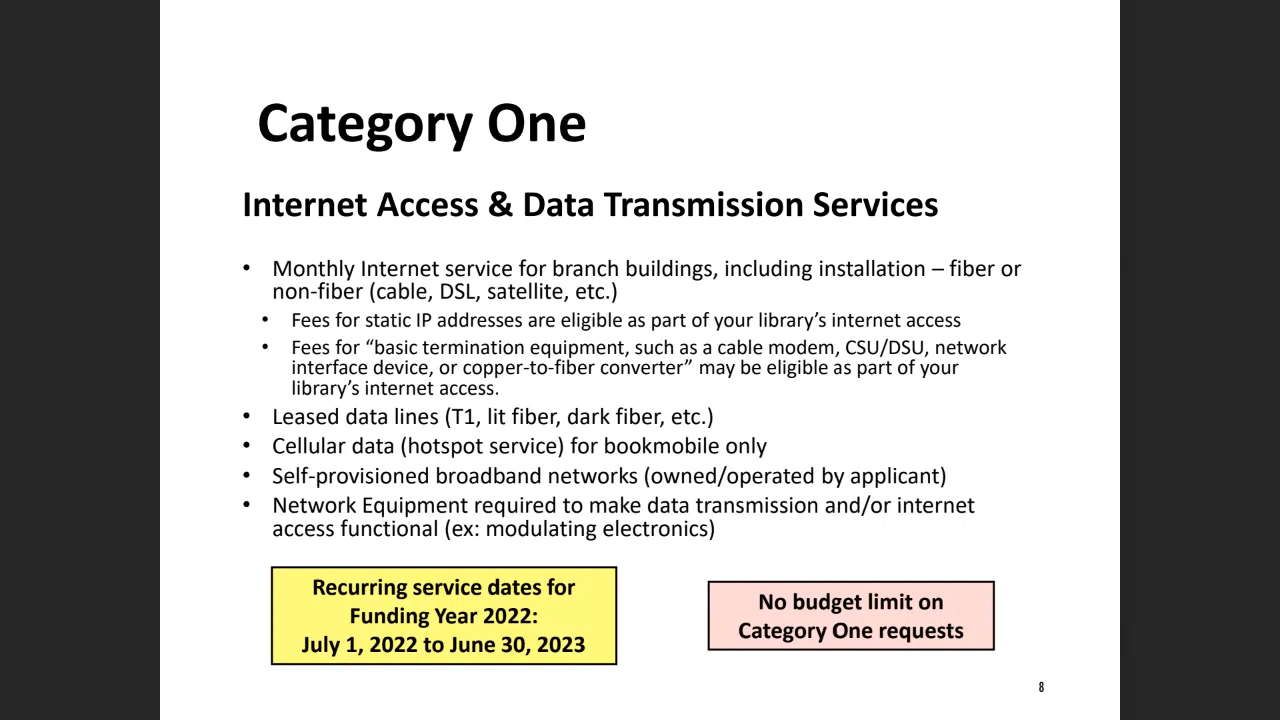 Category One
Internet Access & Data Transmission Services
• Monthly Internet service for branch buildings, including installation – fiber or
non-fiber (cable, DSL, satellite, etc.)
• Fees for static IP addresses are eligible as part of your library’s internet access
• Fees for “basic termination equipment, such as a cable modem, CSU/DSU, network
interface device, or copper-to-fiber converter” may be eligible as part of your
library’s internet access.
• Leased data lines (T1, lit fiber, dark fiber, etc.)
• Cellular data (hotspot service) for bookmobile only
• Self-provisioned broadband networks (owned/operated by applicant)
• Network Equipment required to make data transmission and/or internet
access functional (ex: modulating electronics)
Recurring service dates for
Funding Year 2022:
July 1, 2022 to June 30, 2023
No budget limit on
Category One requests
8